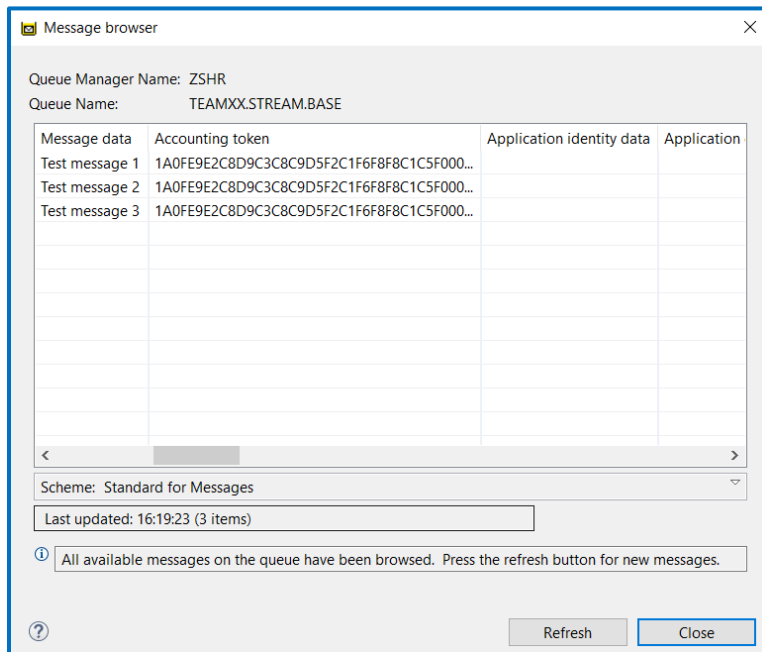 Message browser
Queue Manager Name: ZSHR
Queue Name: TEAMXX.STREAM.BASE
Message data Accounting token Application identity data Application
Test message 1 1A0FE9E2C8D9C3C8C9D5F2C1F6F8F8C1C5F000...
Test message 2 1A0FE9E2C8D9C3C8C9D5F2C1F6F8F8C1C5F000...
Test message 3 1A0FE9E2C8D9C3C8C9D5F2C1F6F8F8C1C5F000...
Scheme: Standard for Messages
Last updated: 16:19:23 (3 items)
All available messages on the queue have been browsed. Press the refresh button for new messages.
Refresh Close